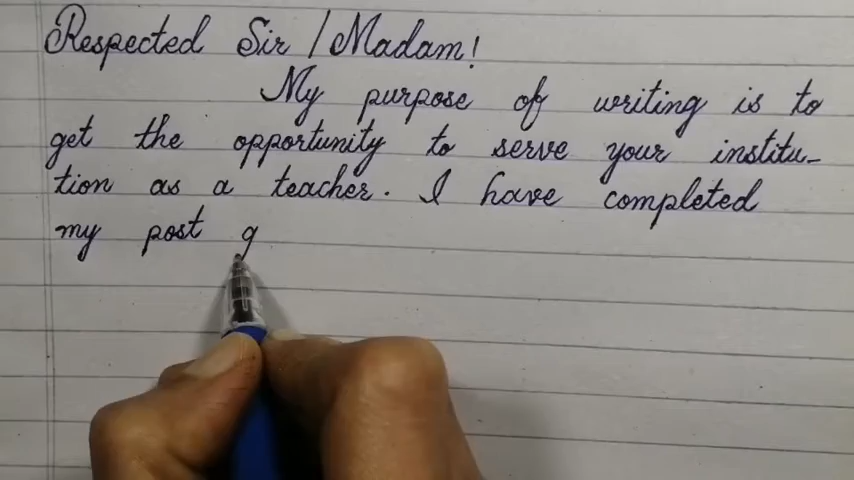 Respected Sir / Madam!
My purpose of writing is to
get the opportunity to serve your institu-
tion as a teacher. I have completed
my post g